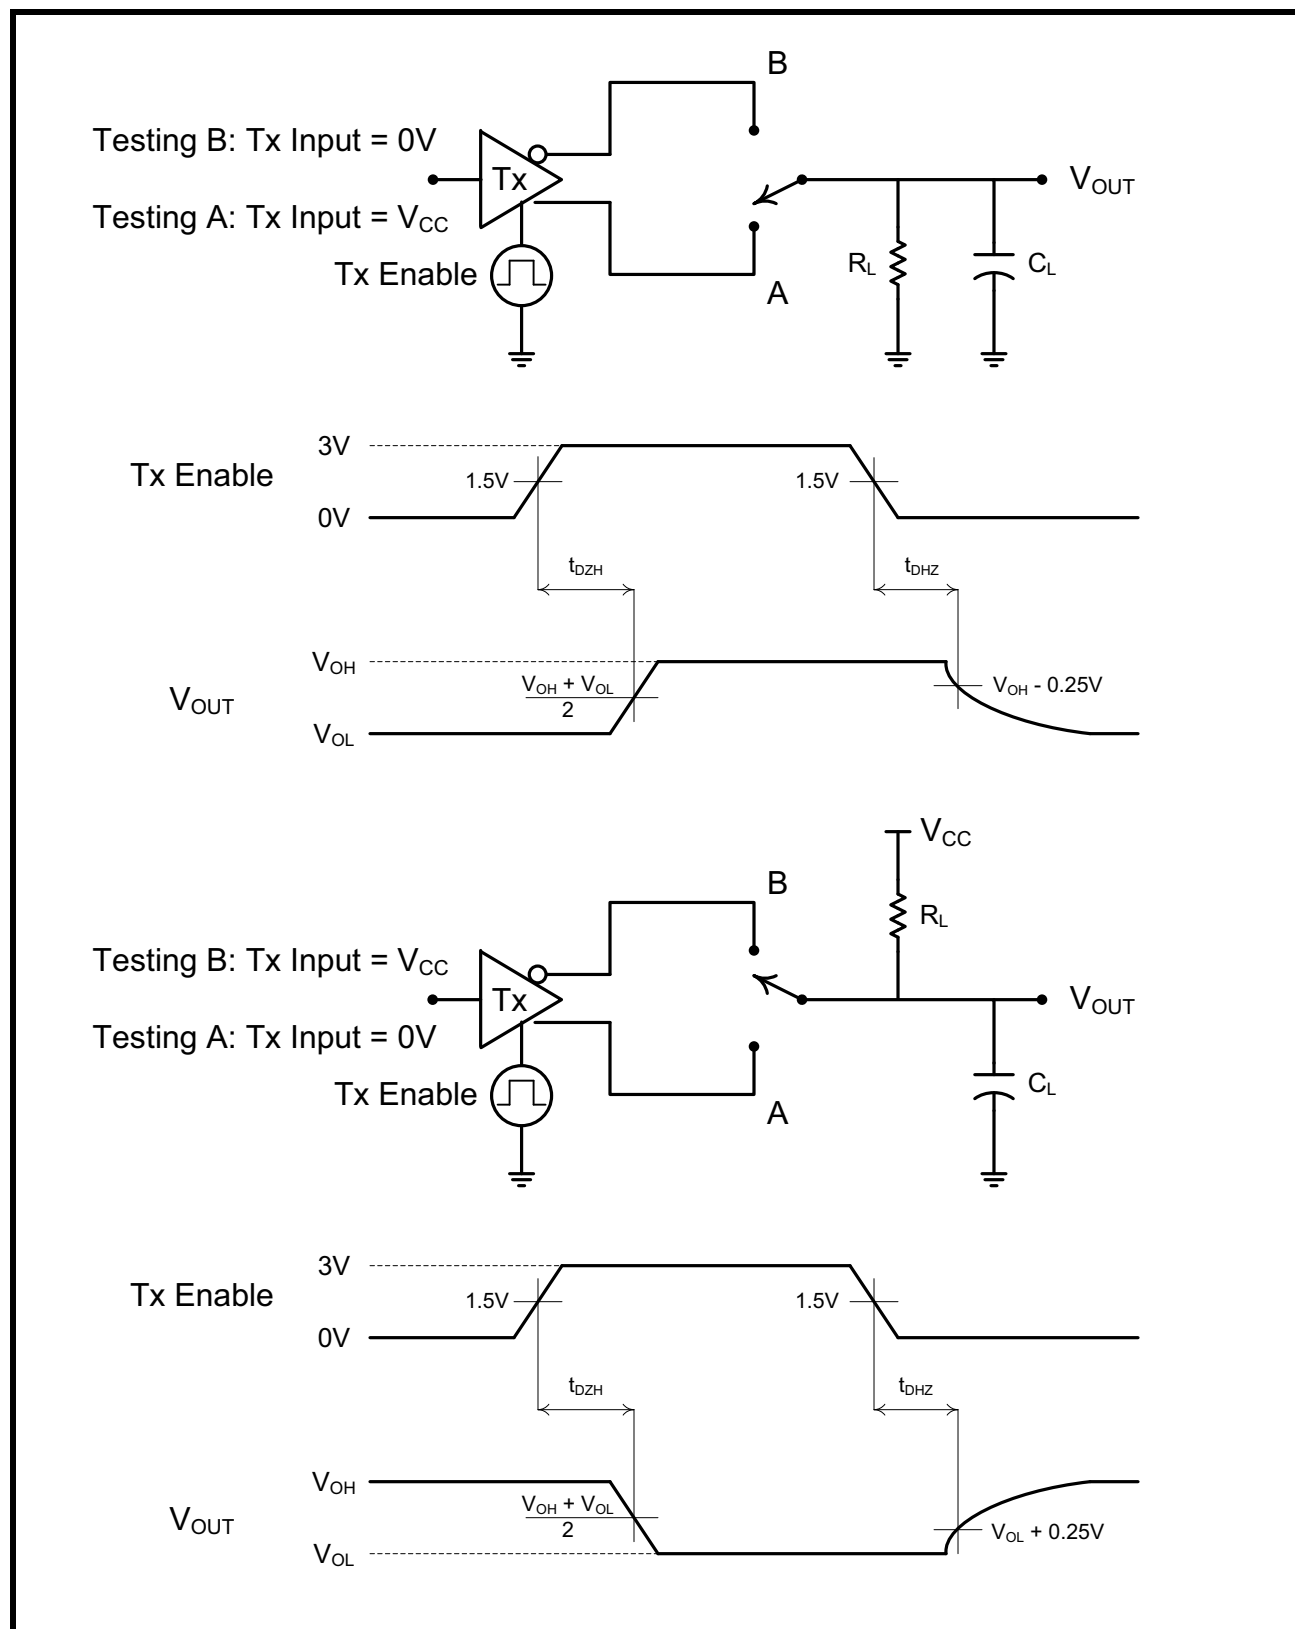 B
Testing B: Tx Input = 0V
Tx
V_OUT
Testing A: Tx Input = V_CC
Tx Enable
R_L
C_L
A
3V
Tx Enable
1.5V
1.5V
0V
t_DZH
t_DHZ
V_OH
V_OH + V_OL
2
V_OH - 0.25V
V_OUT
V_OL
V_CC
B
R_L
Testing B: Tx Input = V_CC
Tx
V_OUT
Testing A: Tx Input = 0V
Tx Enable
C_L
A
3V
Tx Enable
1.5V
1.5V
0V
t_DZH
t_DHZ
V_OH
V_OH + V_OL
2
V_OUT
V_OL + 0.25V
V_OL